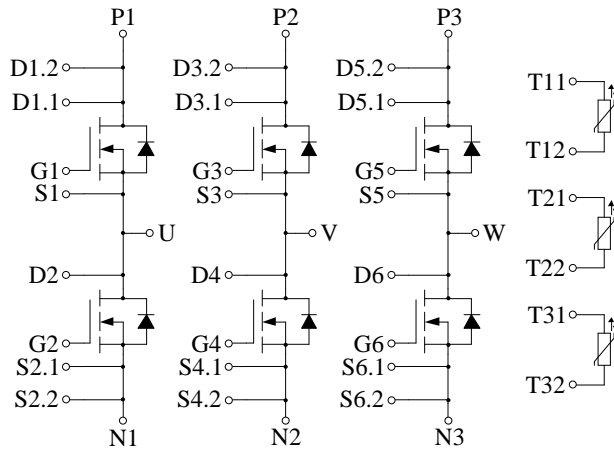 P1 P2 P3
D1.2 D3.2 D5.2
D1.1 D3.1 D5.1 T11
T12
G1 G3 G5
S1 S3 S5 T21
U V W
D2 D4 D6 T22
T31
G2 G4 G6
S2.1 S4.1 S6.1
T32
S2.2 S4.2 S6.2
N1 N2 N3